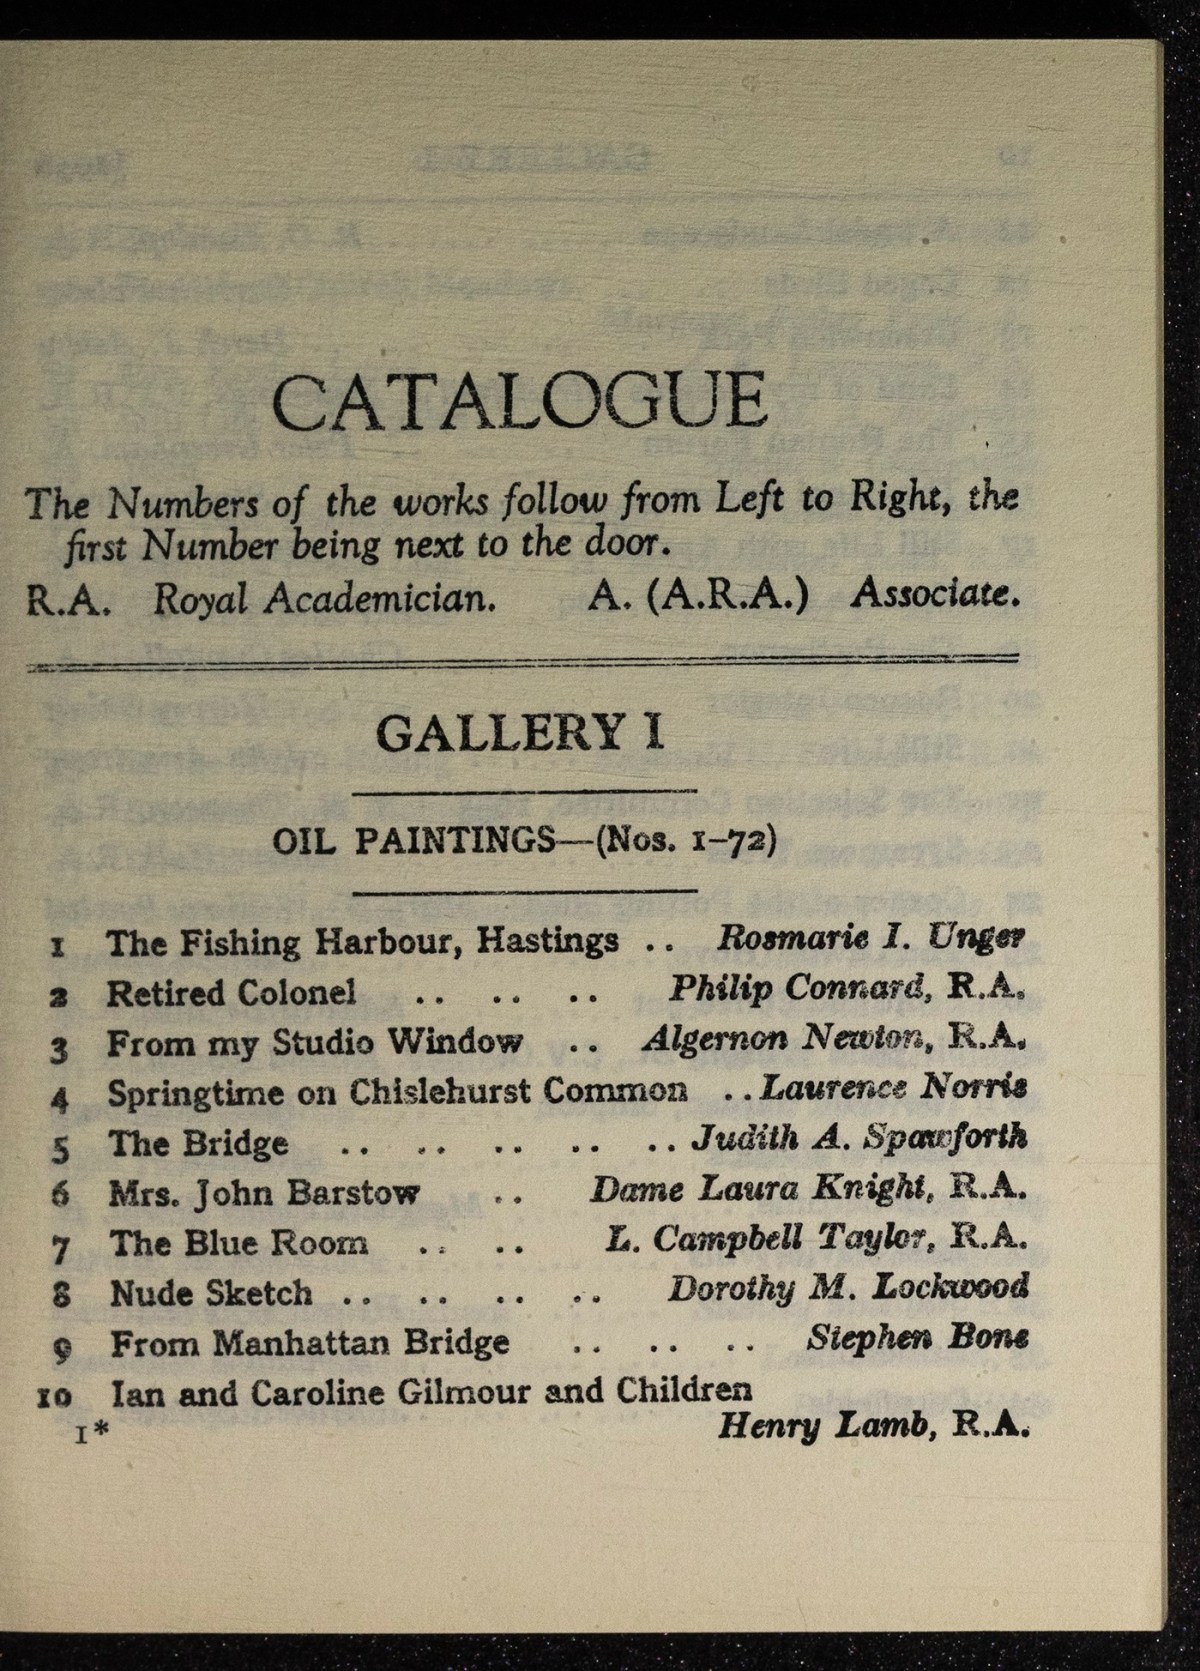 CATALOGUE
The Numbers of the works follow from Left to Right, the
first Number being next to the door.
R.A. Royal Academician. A. (A.R.A.) Associate.
GALLERY I
OIL PAINTINGS—(Nos. 1–72)
1 The Fishing Harbour, Hastings .. Rosmarie I. Unger
2 Retired Colonel .. .. .. Philip Connard, R.A.
3 From my Studio Window .. Algernon Newton, R.A.
4 Springtime on Chislehurst Common .. Laurence Norris
5 The Bridge .. .. .. .. .. Judith A. Spawforth
6 Mrs. John Barstow .. Dame Laura Knight, R.A.
7 The Blue Room .. .. L. Campbell Taylor, R.A.
8 Nude Sketch .. .. .. .. Dorothy M. Lockwood
9 From Manhattan Bridge .. .. .. Stephen Bone
10 Ian and Caroline Gilmour and Children
1* Henry Lamb, R.A.